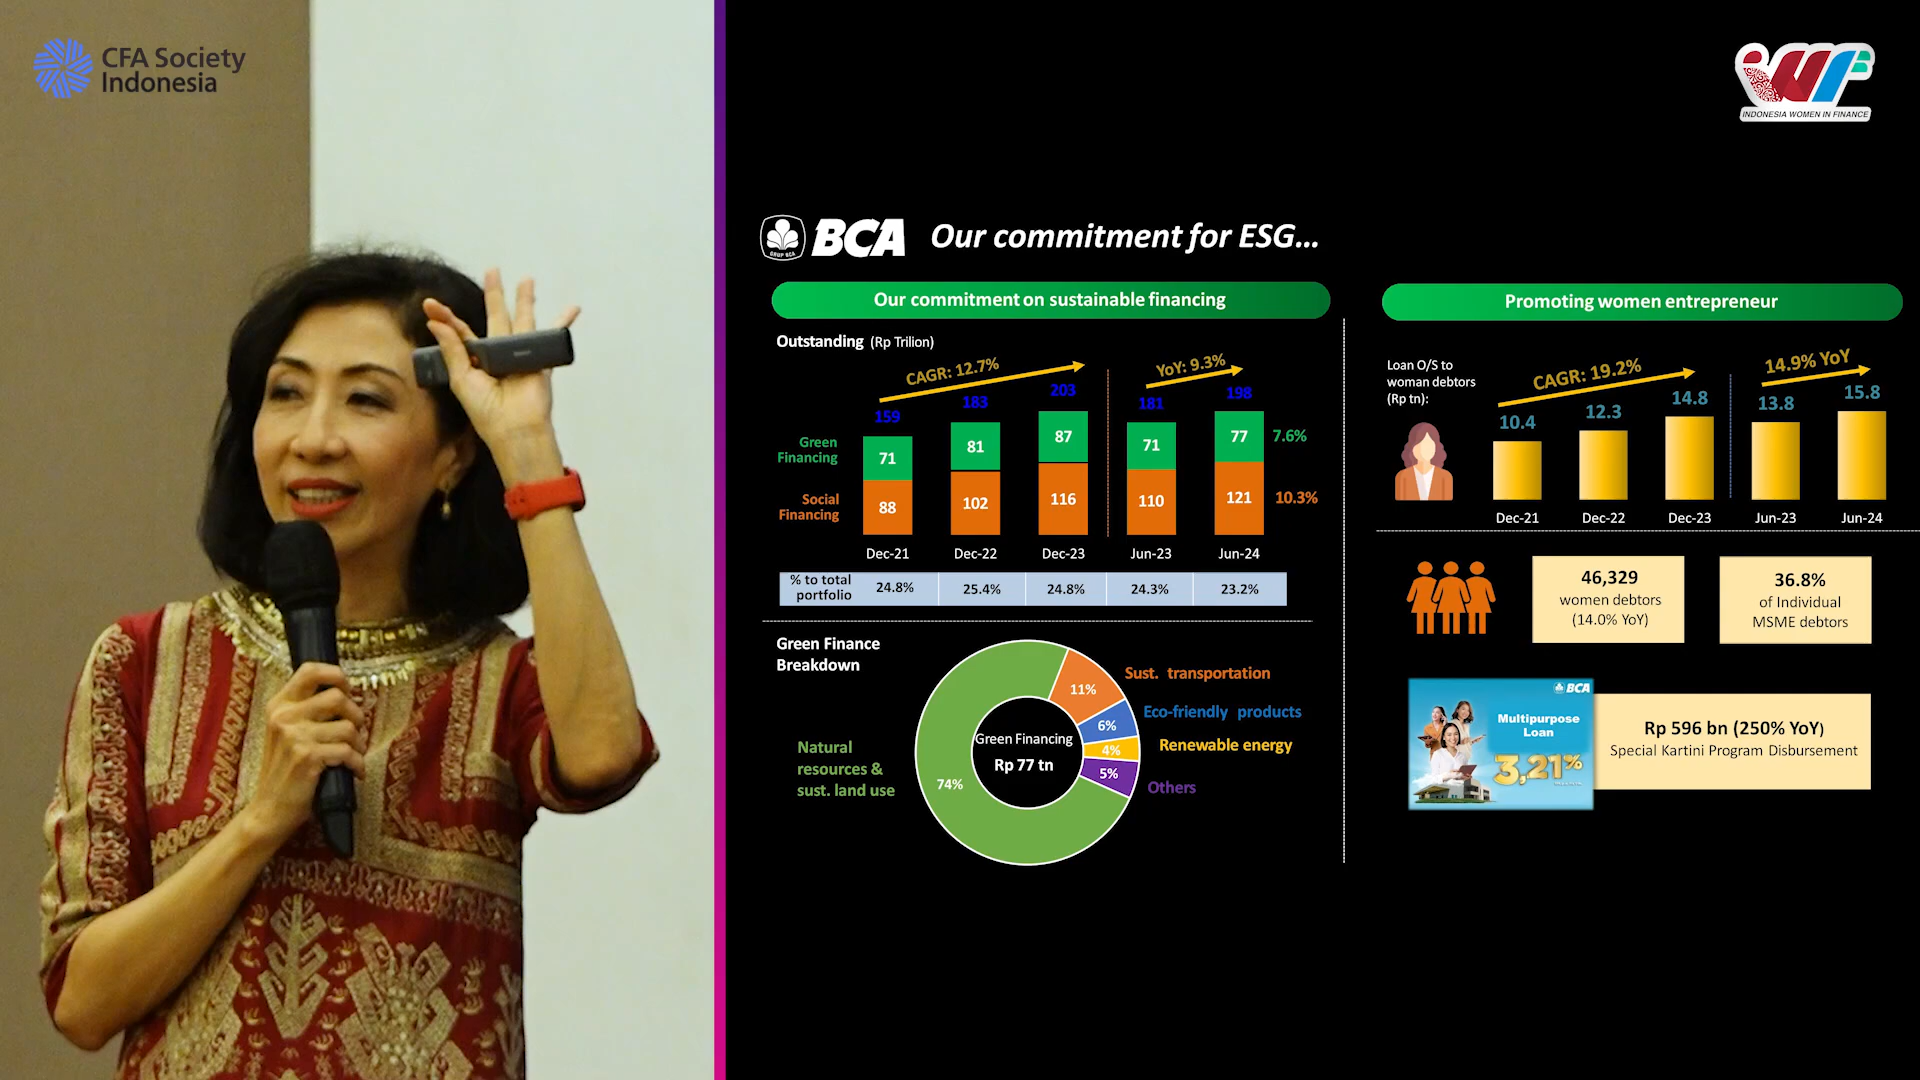 CFA Society
Indonesia
INDONESIA WOMEN IN FINANCE
GRUP BCA
BCA
Our commitment for ESG...
Our commitment on sustainable financing
Outstanding (Rp Trilion)
CAGR: 12.7%
YoY: 9.3%
159
183
203
181
198
Green
Financing
71
81
87
71
77
7.6%
Social
Financing
88
102
116
110
121
10.3%
Dec-21
Dec-22
Dec-23
Jun-23
Jun-24
% to total
portfolio
24.8%
25.4%
24.8%
24.3%
23.2%
Green Finance
Breakdown
Natural
resources &
sust. land use
74%
Green Financing
Rp 77 tn
11%
6%
4%
5%
Sust. transportation
Eco-friendly products
Renewable energy
Others
Promoting women entrepreneur
Loan O/S to
woman debtors
(Rp tn):
CAGR: 19.2%
14.9% YoY
10.4
12.3
14.8
13.8
15.8
Dec-21
Dec-22
Dec-23
Jun-23
Jun-24
46,329
women debtors
(14.0% YoY)
36.8%
of Individual
MSME debtors
BCA
Multipurpose
Loan
3,21%
Rp 596 bn (250% YoY)
Special Kartini Program Disbursement